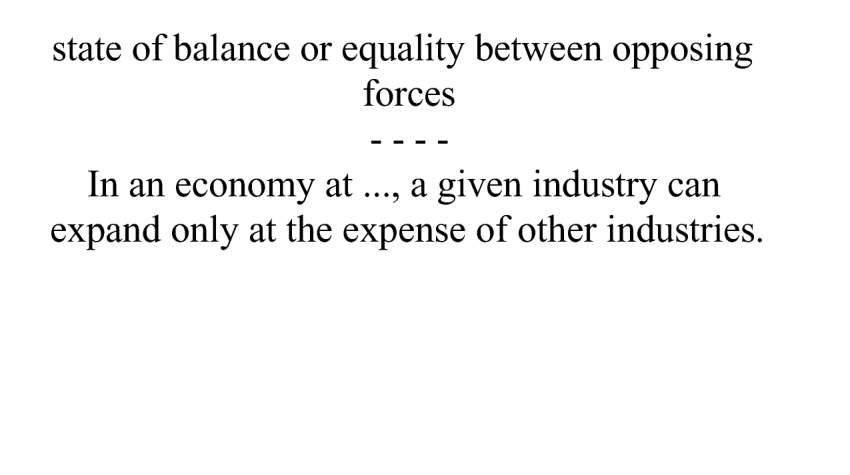 state of balance or equality between opposing
forces
- - - -
In an economy at ..., a given industry can
expand only at the expense of other industries.